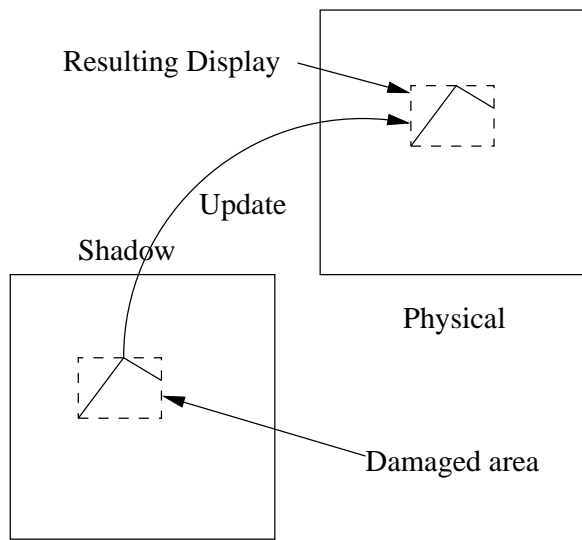 Resulting Display
Update
Shadow
Physical
Damaged area